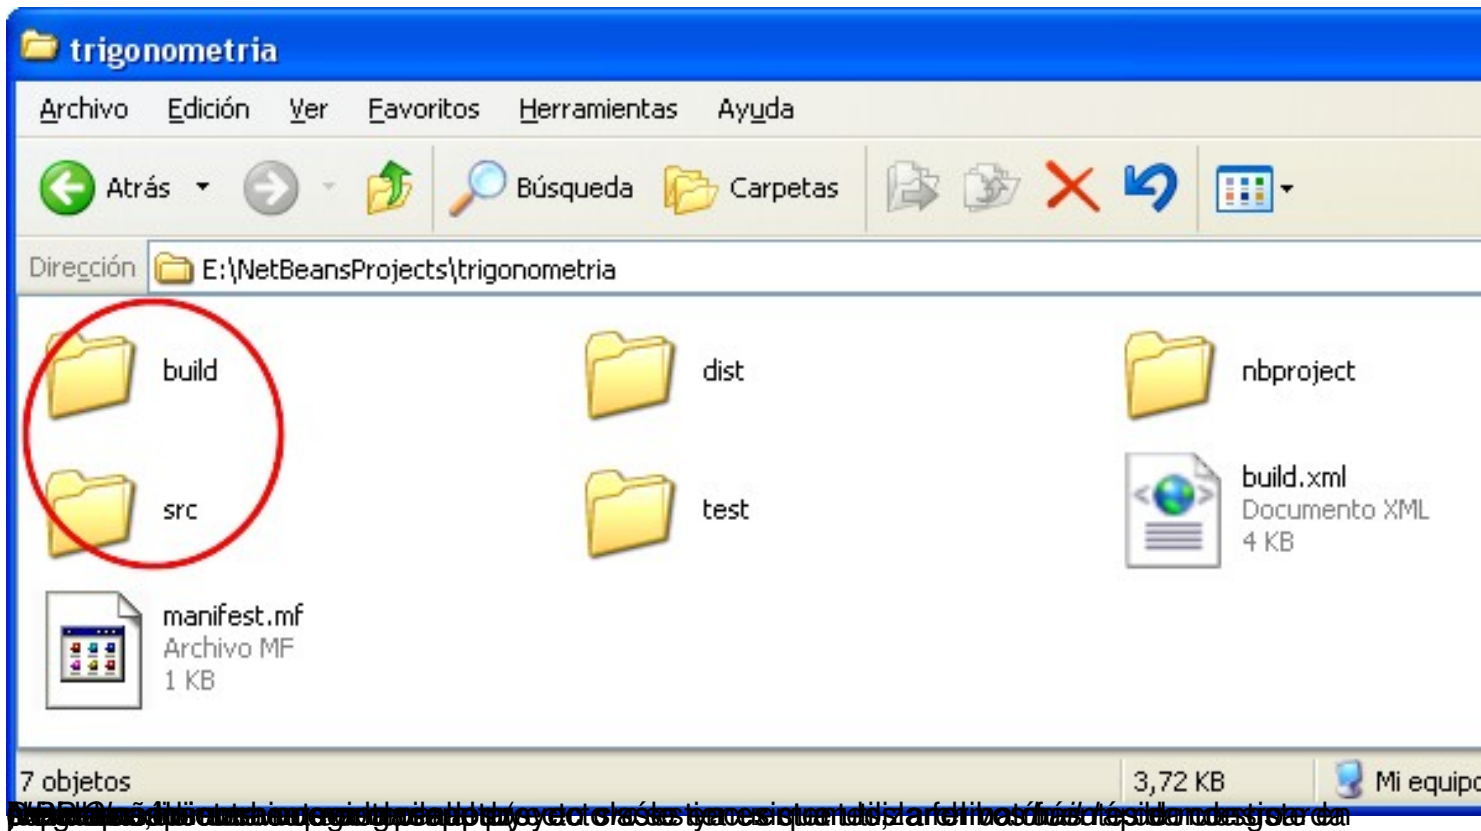 trigonometria
Archivo Edición Ver Favoritos Herramientas Ayuda
Atrás Búsqueda Carpetas
Dirección E:\NetBeansProjects\trigonometria
build dist nbproject
src test build.xml
Documento XML
4 KB
manifest.mf
Archivo MF
1 KB
7 objetos 3,72 KB Mi equipo